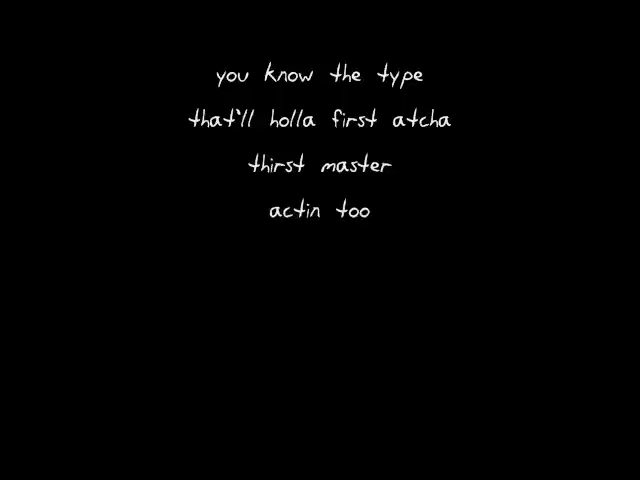 you know the type
that'll holla first atcha
thirst master
actin too